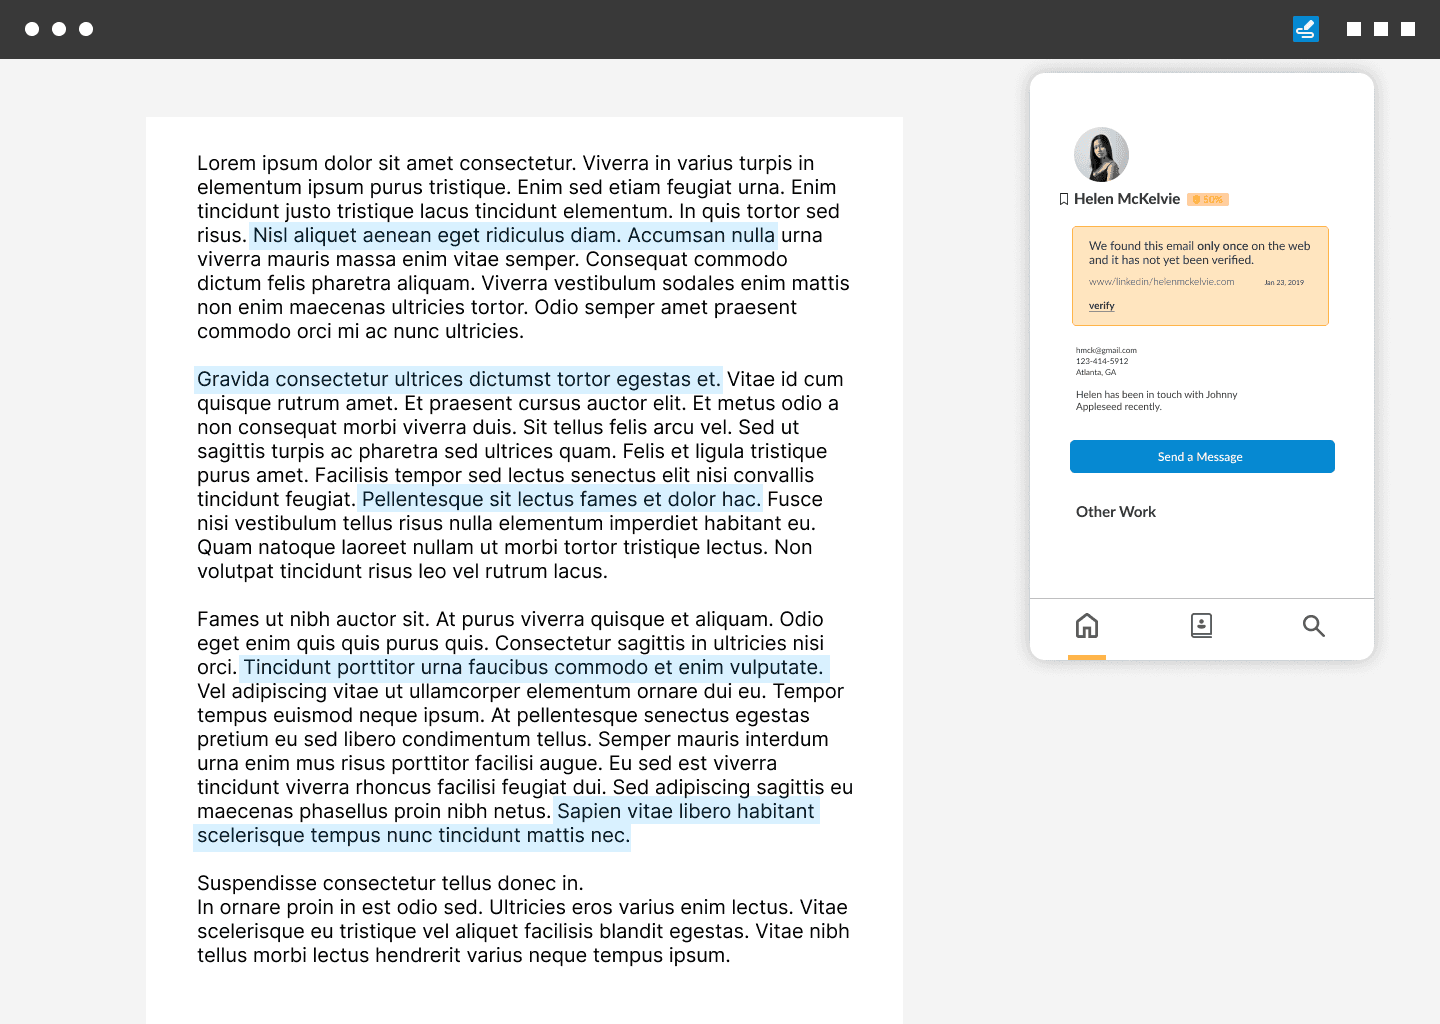 Lorem ipsum dolor sit amet consectetur. Viverra in varius turpis in
elementum ipsum purus tristique. Enim sed etiam feugiat urna. Enim
tincidunt justo tristique lacus tincidunt elementum. In quis tortor sed
risus. Nisl aliquet aenean eget ridiculus diam. Accumsan nulla urna
viverra mauris massa enim vitae semper. Consequat commodo
dictum felis pharetra aliquam. Viverra vestibulum sodales enim mattis
non enim maecenas ultricies tortor. Odio semper amet praesent
commodo orci mi ac nunc ultricies.
Gravida consectetur ultrices dictumst tortor egestas et. Vitae id cum
quisque rutrum amet. Et praesent cursus auctor elit. Et metus odio a
non consequat morbi viverra duis. Sit tellus felis arcu vel. Sed ut
sagittis turpis ac pharetra sed ultrices quam. Felis et ligula tristique
purus amet. Facilisis tempor sed lectus senectus elit nisi convallis
tincidunt feugiat. Pellentesque sit lectus fames et dolor hac. Fusce
nisi vestibulum tellus risus nulla elementum imperdiet habitant eu.
Quam natoque laoreet nullam ut morbi tortor tristique lectus. Non
volutpat tincidunt risus leo vel rutrum lacus.
Fames ut nibh auctor sit. At purus viverra quisque et aliquam. Odio
eget enim quis quis purus quis. Consectetur sagittis in ultricies nisi
orci. Tincidunt porttitor urna faucibus commodo et enim vulputate.
Vel adipiscing vitae ut ullamcorper elementum ornare dui eu. Tempor
tempus euismod neque ipsum. At pellentesque senectus egestas
pretium eu sed libero condimentum tellus. Semper mauris interdum
urna enim mus risus porttitor facilisi augue. Eu sed est viverra
tincidunt viverra rhoncus facilisi feugiat dui. Sed adipiscing sagittis eu
maecenas phasellus proin nibh netus. Sapien vitae libero habitant
scelerisque tempus nunc tincidunt mattis nec.
Suspendisse consectetur tellus donec in.
In ornare proin in est odio sed. Ultricies eros varius enim lectus. Vitae
scelerisque eu tristique vel aliquet facilisis blandit egestas. Vitae nibh
tellus morbi lectus hendrerit varius neque tempus ipsum.
Helen McKelvie 50%
We found this email only once on the web
and it has not yet been verified.
www/linkedin/helenmckelvie.com Jan 23, 2019
verify
hmck@gmail.com
123-414-5912
Atlanta, GA
Helen has been in touch with Johnny
Appleseed recently.
Send a Message
Other Work